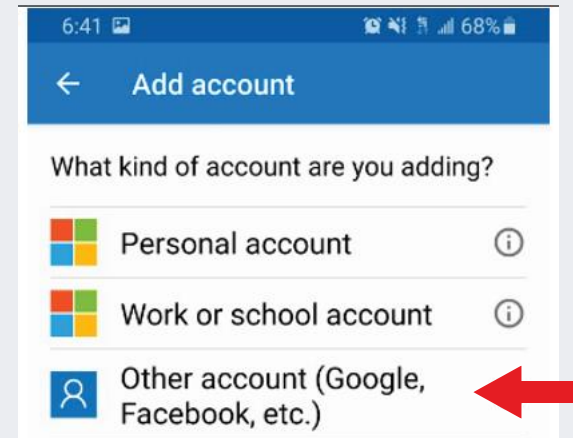 6:41 68%
Add account
What kind of account are you adding?
Personal account
Work or school account
Other account (Google,
Facebook, etc.)